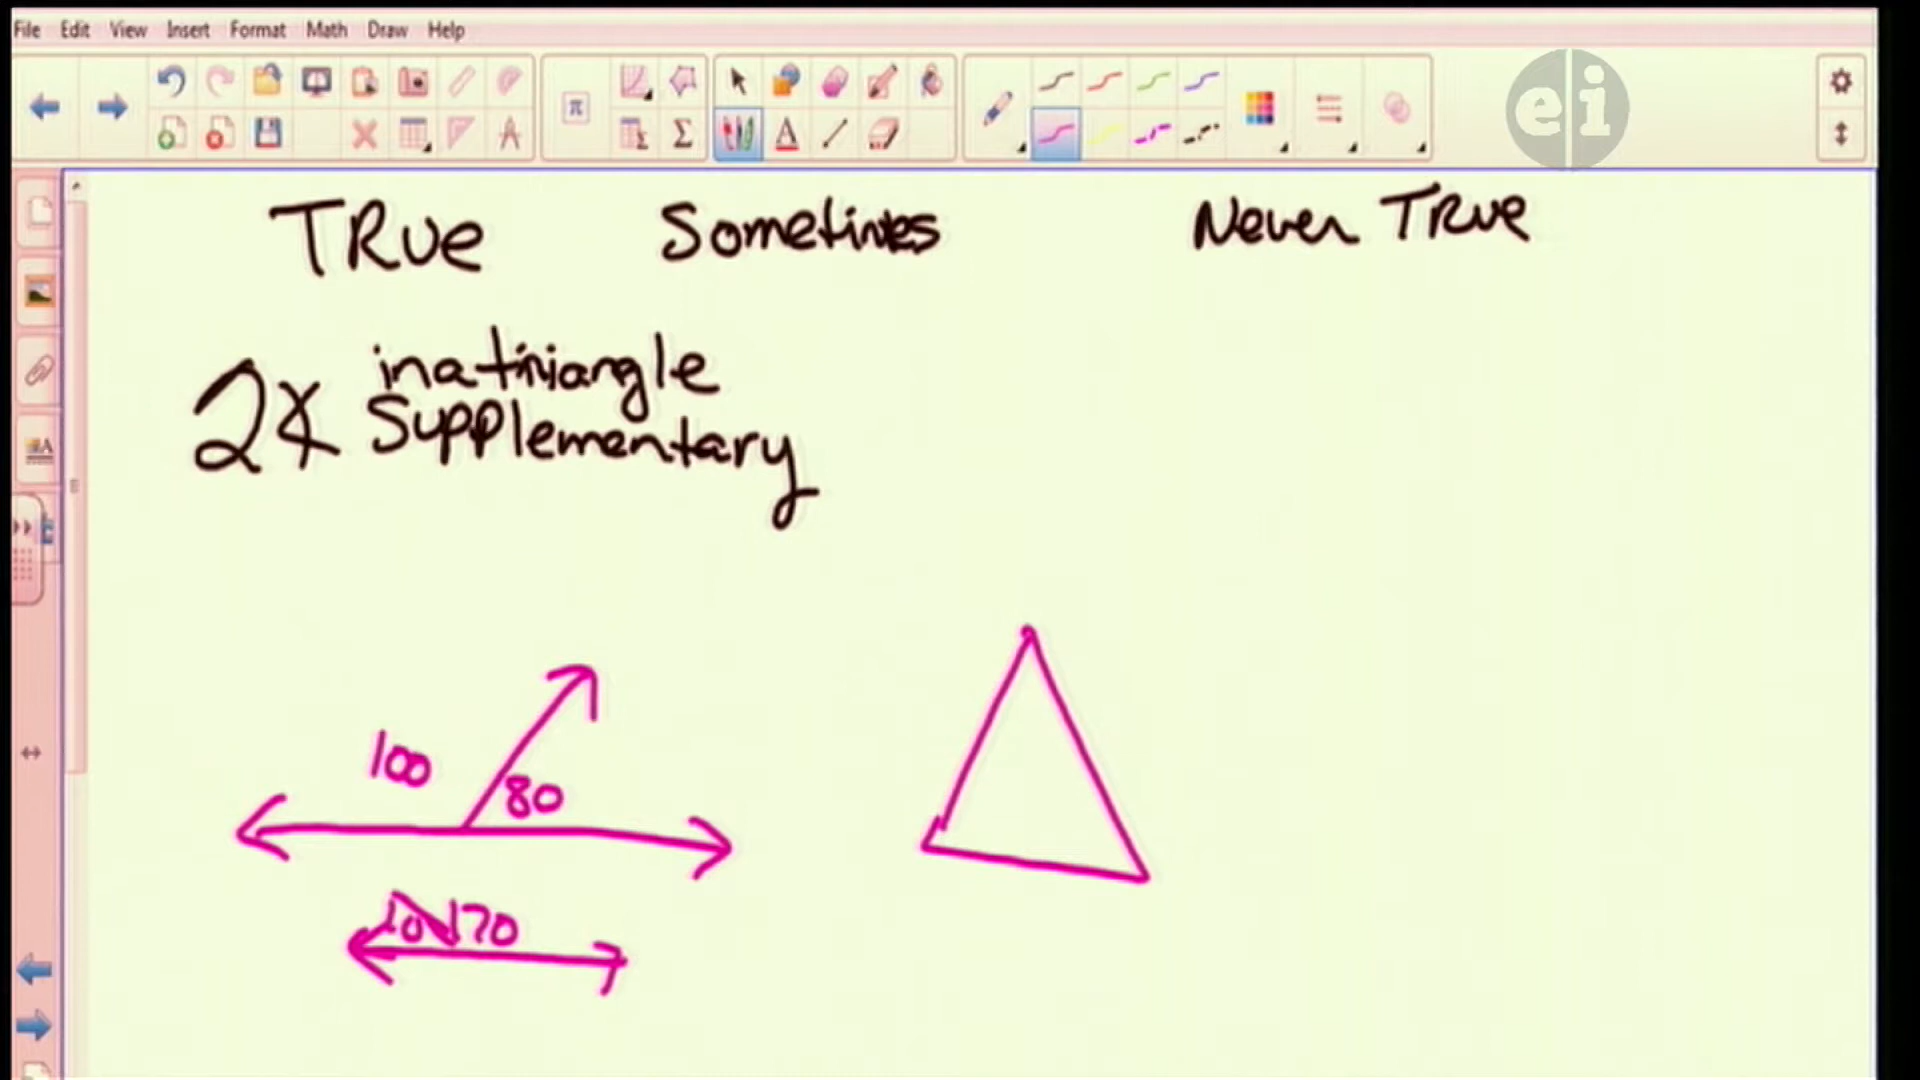 File Edit View Insert Format Math Draw Help
ei
TRUe Sometimes Never TRUe
in a triangle
2∡ Supplementary
100
80
10 170